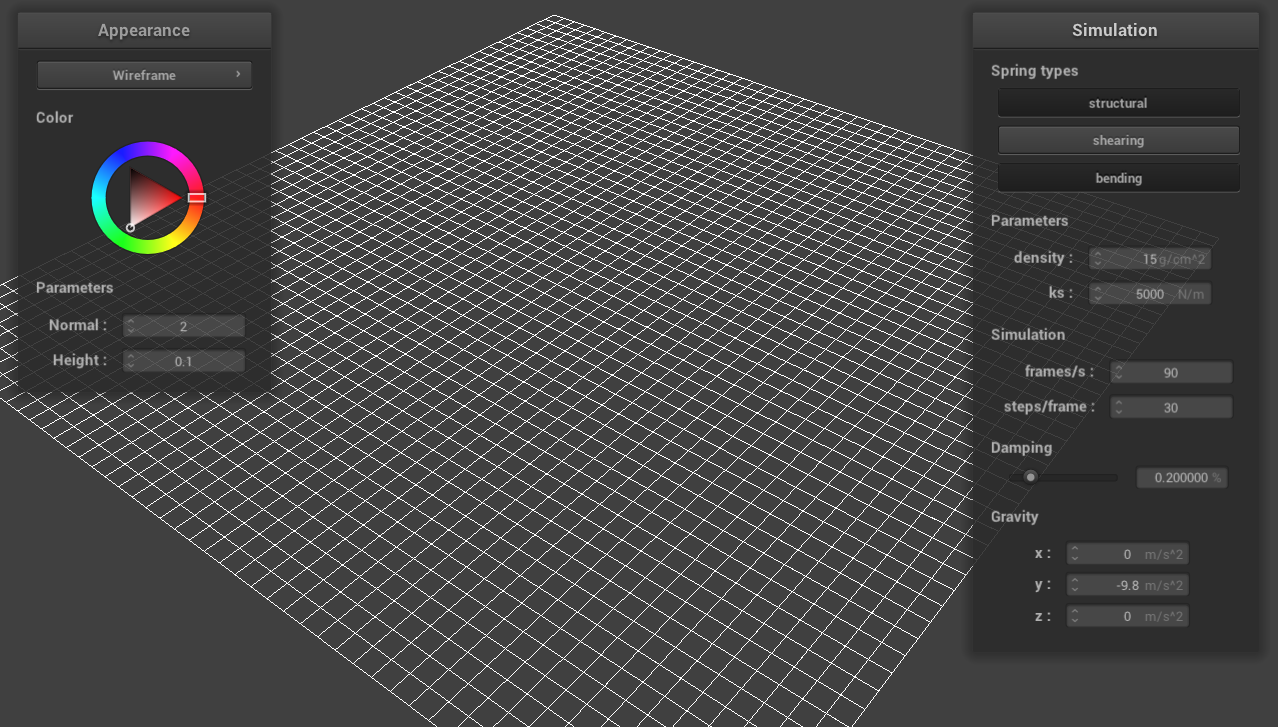 Appearance
Wireframe ›
Color
Parameters
Normal : 2
Height : 0.1
Simulation
Spring types
structural
shearing
bending
Parameters
density : 15 g/cm^2
ks : 5000 N/m
Simulation
frames/s : 90
steps/frame : 30
Damping
0.200000 %
Gravity
x : 0 m/s^2
y : -9.8 m/s^2
z : 0 m/s^2